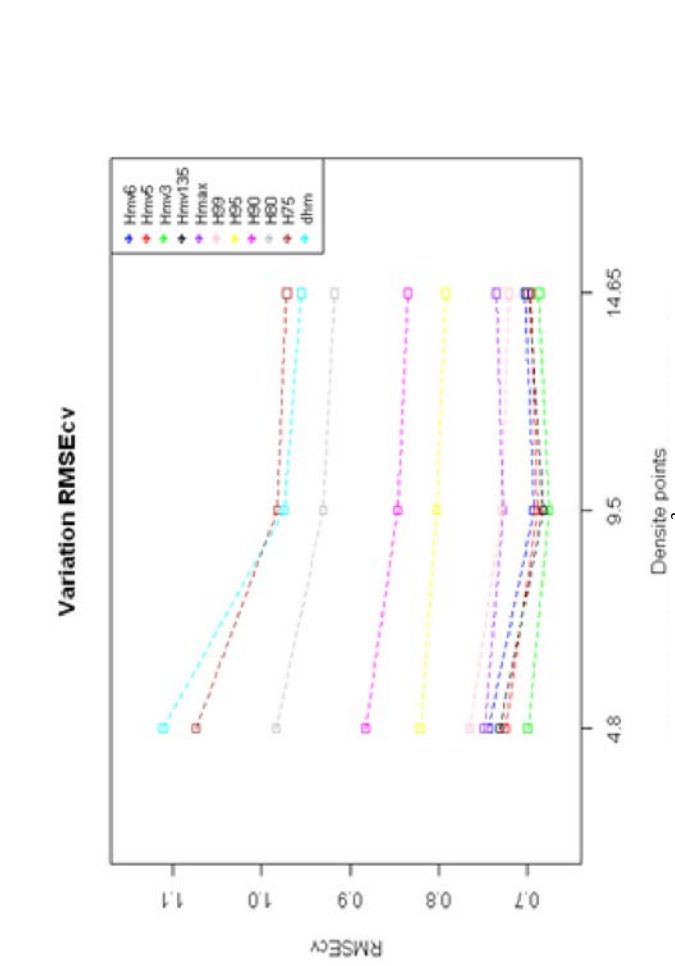 Variation RMSEcv
Hmv6
Hmv5
Hmv3
Hmv135
Hmax
H99
H95
H90
H80
H75
dhm
RMSEcv
1.1
1.0
0.9
0.8
0.7
4.8
9.5
14.65
Densite points
2